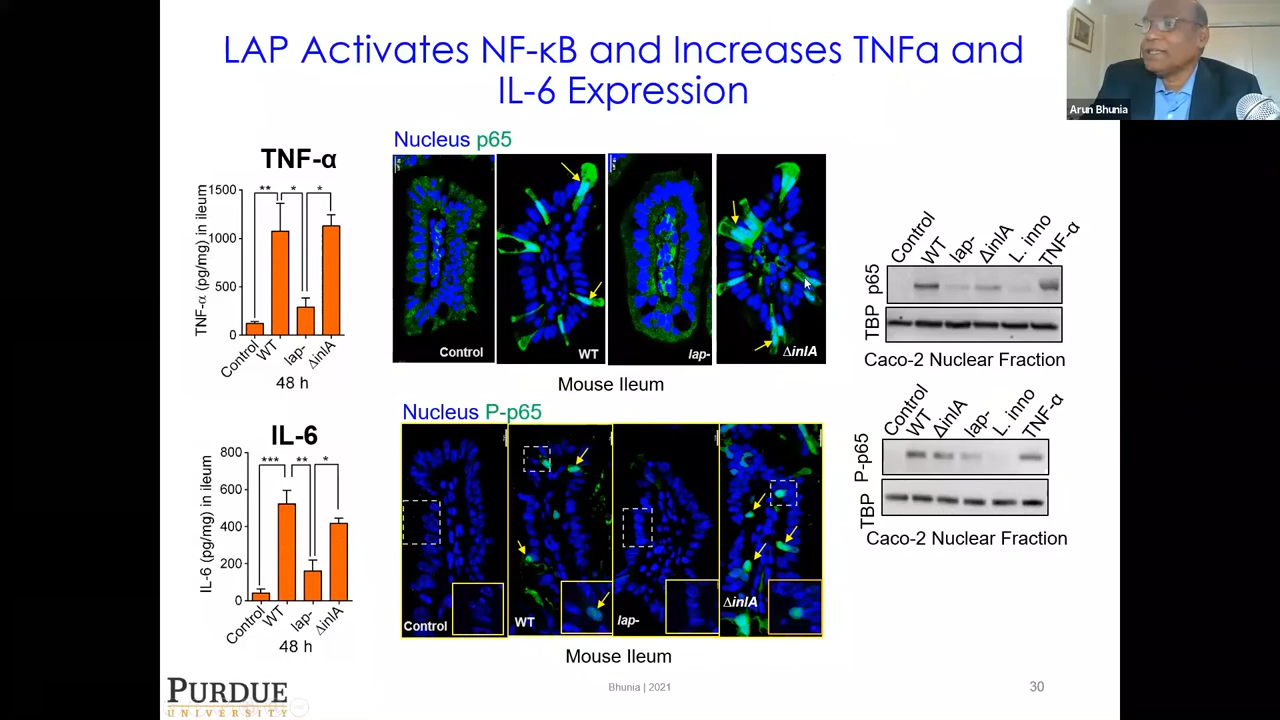 LAP Activates NF-κB and Increases TNFα and
IL-6 Expression
Arun Bhunia
TNF-α
TNF-α (pg/mg) in ileum
1500
1000
500
0
** * *
Control WT lap- ΔinlA
48 h
IL-6
IL-6 (pg/mg) in ileum
800
600
400
200
0
*** ** *
Control WT lap- ΔinlA
48 h
Nucleus p65
Control
WT
lap-
ΔinlA
Mouse Ileum
Nucleus P-p65
Control
WT
lap-
ΔinlA
Mouse Ileum
Control WT lap- ΔinlA L. inno TNF-α
p65
TBP
Caco-2 Nuclear Fraction
Control WT ΔinlA lap- L. inno TNF-α
P-p65
TBP
Caco-2 Nuclear Fraction
PURDUE
UNIVERSITY
Bhunia | 2021
30